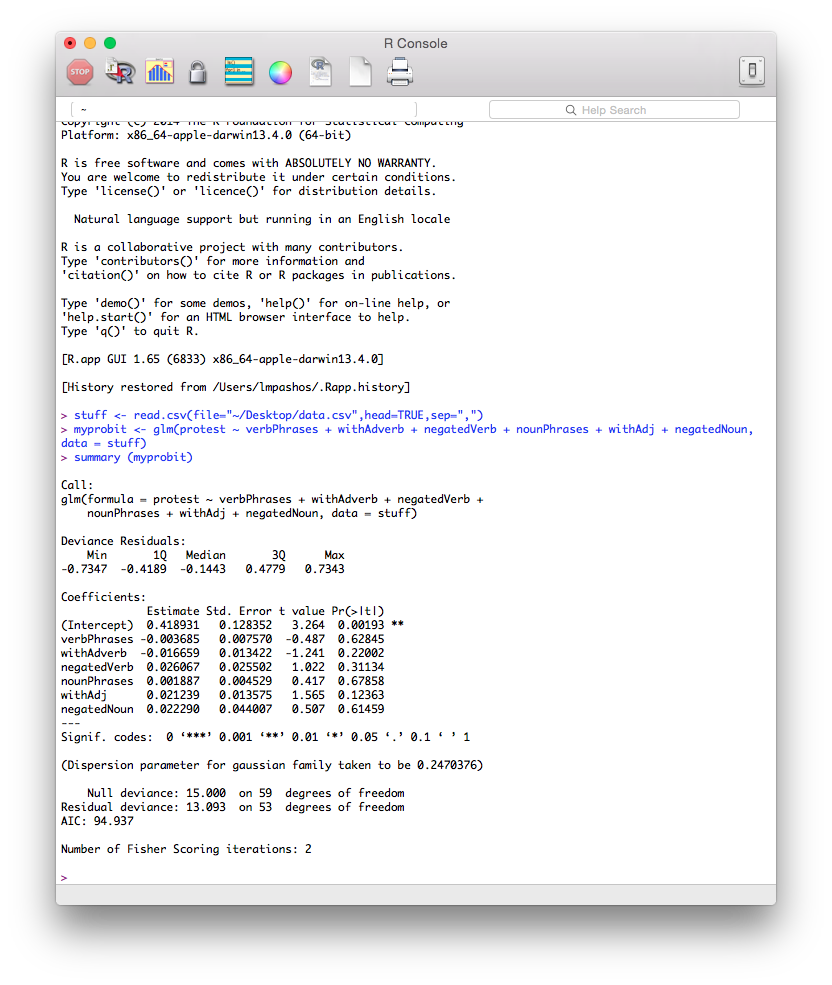 R Console
STOP
~
Help Search
Copyright (C) 2014 The R Foundation for Statistical Computing
Platform: x86_64-apple-darwin13.4.0 (64-bit)
R is free software and comes with ABSOLUTELY NO WARRANTY.
You are welcome to redistribute it under certain conditions.
Type 'license()' or 'licence()' for distribution details.
Natural language support but running in an English locale
R is a collaborative project with many contributors.
Type 'contributors()' for more information and
'citation()' on how to cite R or R packages in publications.
Type 'demo()' for some demos, 'help()' for on-line help, or
'help.start()' for an HTML browser interface to help.
Type 'q()' to quit R.
[R.app GUI 1.65 (6833) x86_64-apple-darwin13.4.0]
[History restored from /Users/lmpashos/.Rapp.history]
> stuff <- read.csv(file="~/Desktop/data.csv",head=TRUE,sep=",")
> myprobit <- glm(protest ~ verbPhrases + withAdverb + negatedVerb + nounPhrases + withAdj + negatedNoun,
data = stuff)
> summary (myprobit)
Call:
glm(formula = protest ~ verbPhrases + withAdverb + negatedVerb +
nounPhrases + withAdj + negatedNoun, data = stuff)
Deviance Residuals:
Min 1Q Median 3Q Max
-0.7347 -0.4189 -0.1443 0.4779 0.7343
Coefficients:
Estimate Std. Error t value Pr(>|t|)
(Intercept) 0.418931 0.128352 3.264 0.00193 **
verbPhrases -0.003685 0.007570 -0.487 0.62845
withAdverb -0.016659 0.013422 -1.241 0.22002
negatedVerb 0.026067 0.025502 1.022 0.31134
nounPhrases 0.001887 0.004529 0.417 0.67858
withAdj 0.021239 0.013575 1.565 0.12363
negatedNoun 0.022290 0.044007 0.507 0.61459
---
Signif. codes: 0 ‘***’ 0.001 ‘**’ 0.01 ‘*’ 0.05 ‘.’ 0.1 ‘ ’ 1
(Dispersion parameter for gaussian family taken to be 0.2470376)
Null deviance: 15.000 on 59 degrees of freedom
Residual deviance: 13.093 on 53 degrees of freedom
AIC: 94.937
Number of Fisher Scoring iterations: 2
>